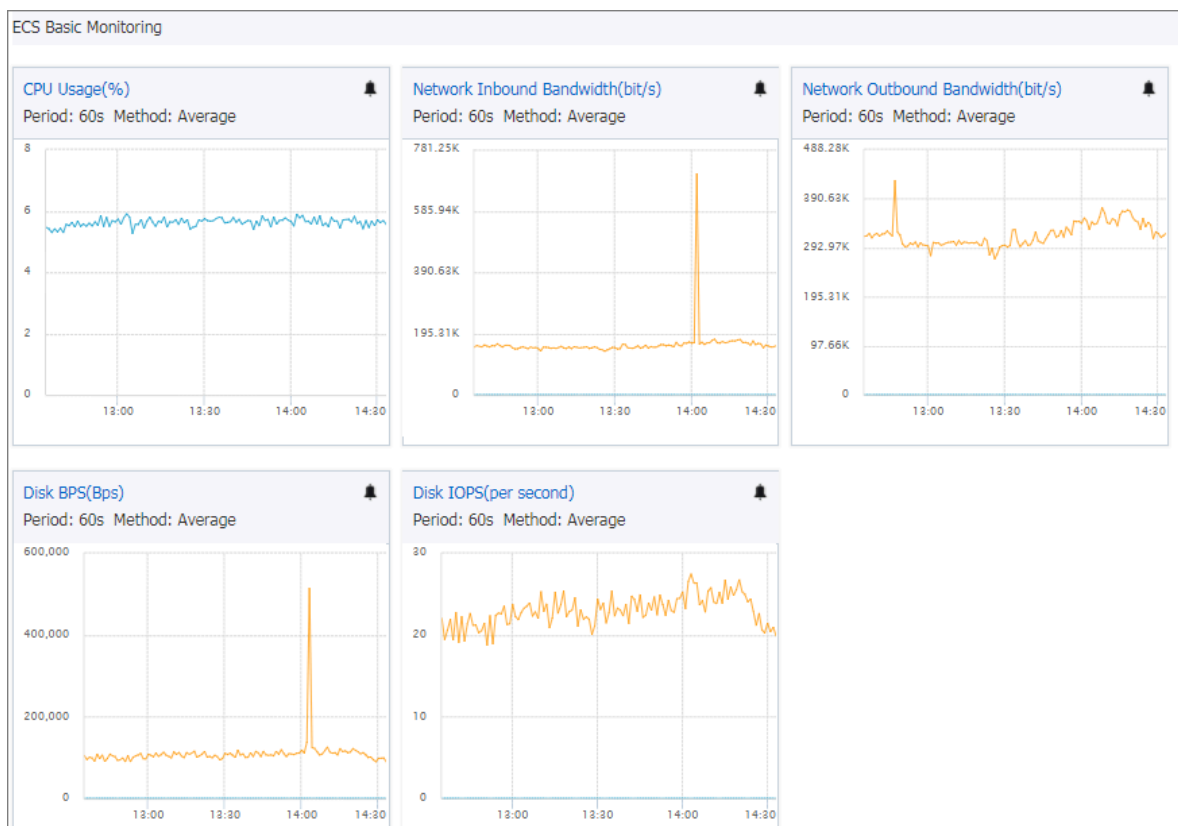 ECS Basic Monitoring
CPU Usage(%)
Period: 60s Method: Average
8
6
4
2
0
13:00 13:30 14:00 14:30
Network Inbound Bandwidth(bit/s)
Period: 60s Method: Average
781.25K
585.94K
390.63K
195.31K
0
13:00 13:30 14:00 14:30
Network Outbound Bandwidth(bit/s)
Period: 60s Method: Average
488.28K
390.63K
292.97K
195.31K
97.66K
0
13:00 13:30 14:00 14:30
Disk BPS(Bps)
Period: 60s Method: Average
600,000
400,000
200,000
0
13:00 13:30 14:00 14:30
Disk IOPS(per second)
Period: 60s Method: Average
30
20
10
0
13:00 13:30 14:00 14:30